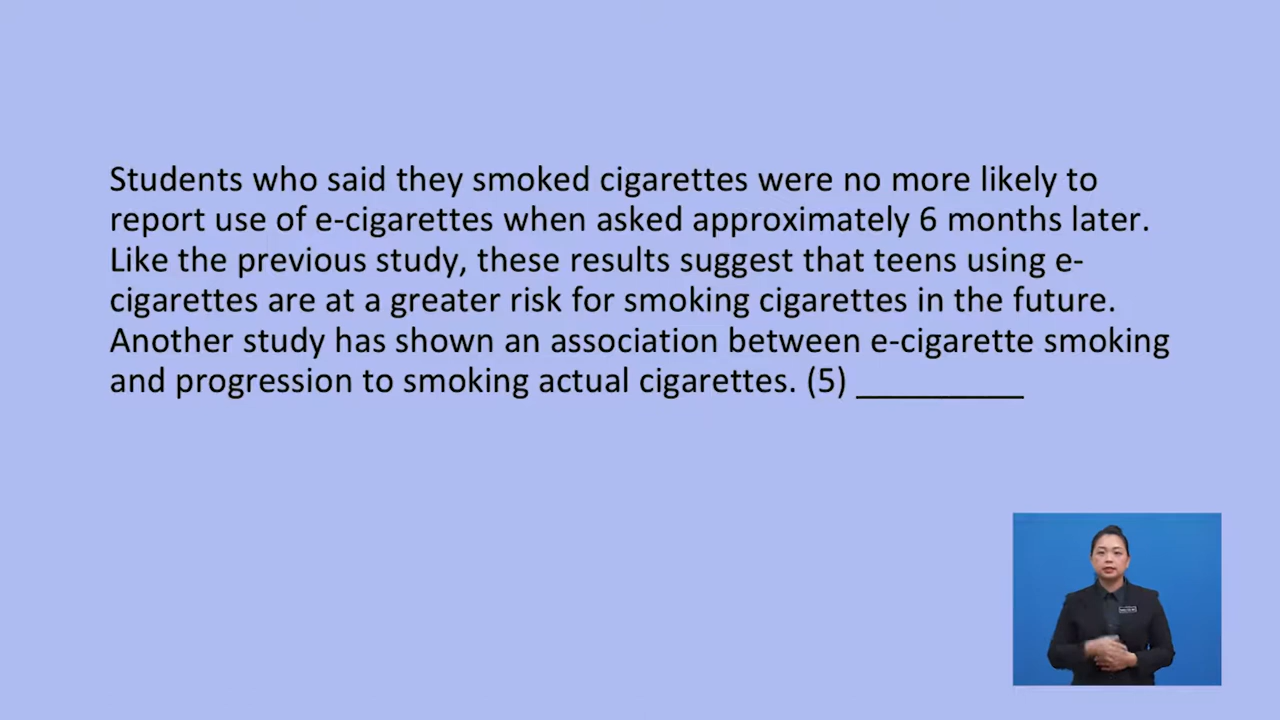 Students who said they smoked cigarettes were no more likely to
report use of e-cigarettes when asked approximately 6 months later.
Like the previous study, these results suggest that teens using e-
cigarettes are at a greater risk for smoking cigarettes in the future.
Another study has shown an association between e-cigarette smoking
and progression to smoking actual cigarettes. (5) __________